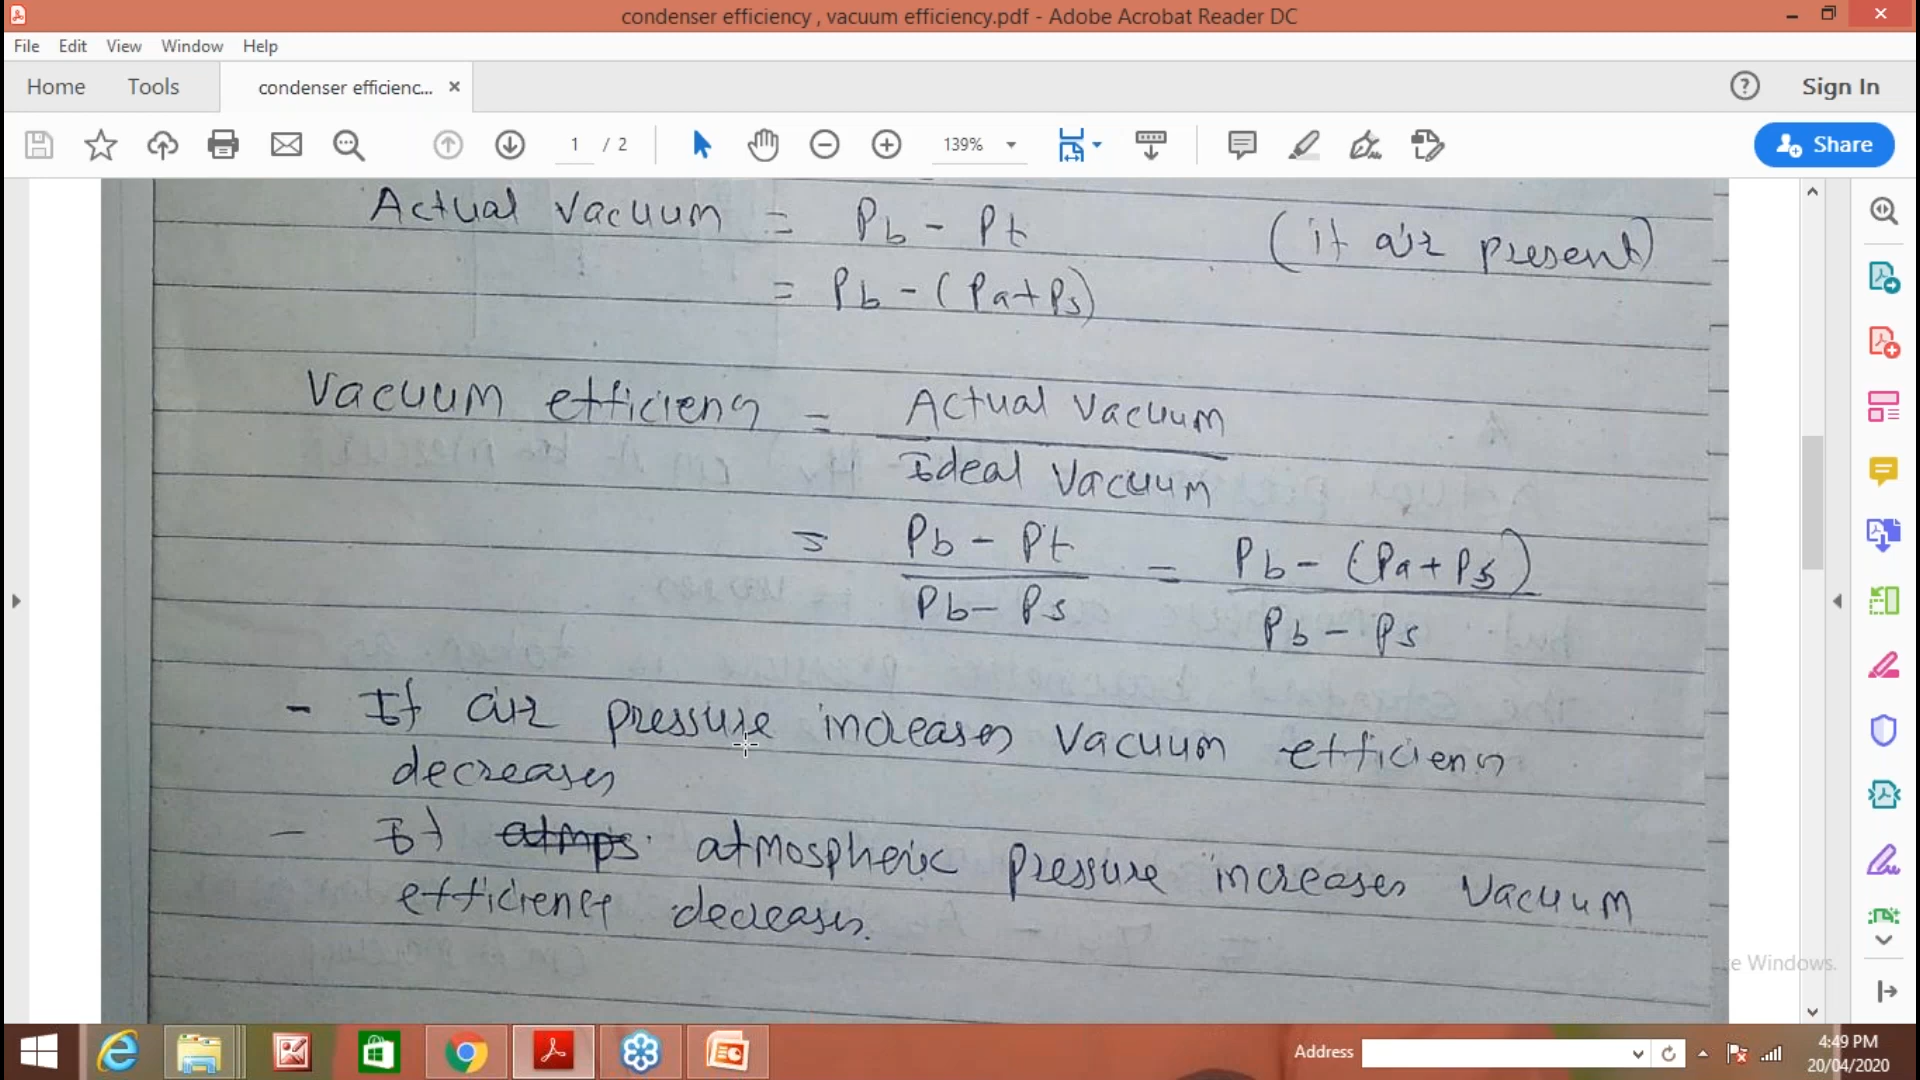 condenser efficiency , vacuum efficiency.pdf - Adobe Acrobat Reader DC
File Edit View Window Help
Home Tools condenser efficienc... × Sign In
1 / 2 139% Share
Actual Vacuum = Pb - Pt (if air present)
= Pb - (Pa+Ps)
Vacuum efficiency = Actual Vacuum
Ideal Vacuum
= Pb - Pt = Pb - (Pa+Ps)
Pb - Ps Pb - Ps
- If air pressure increases Vacuum efficiency
decreases
- If atmps. atmospheric pressure increases Vacuum
efficiency decreases.
e Windows.
Address
4:49 PM
20/04/2020